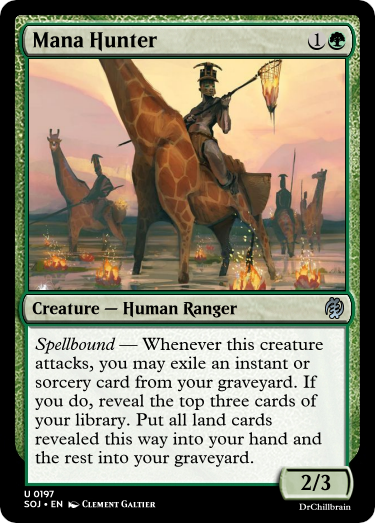 Mana Hunter 1
Creature — Human Ranger
Spellbound — Whenever this creature
attacks, you may exile an instant or
sorcery card from your graveyard. If
you do, reveal the top three cards of
your library. Put all land cards
revealed this way into your hand and
the rest into your graveyard.
2/3
U 0197
SOJ • EN Clement Galtier
DrChillbrain